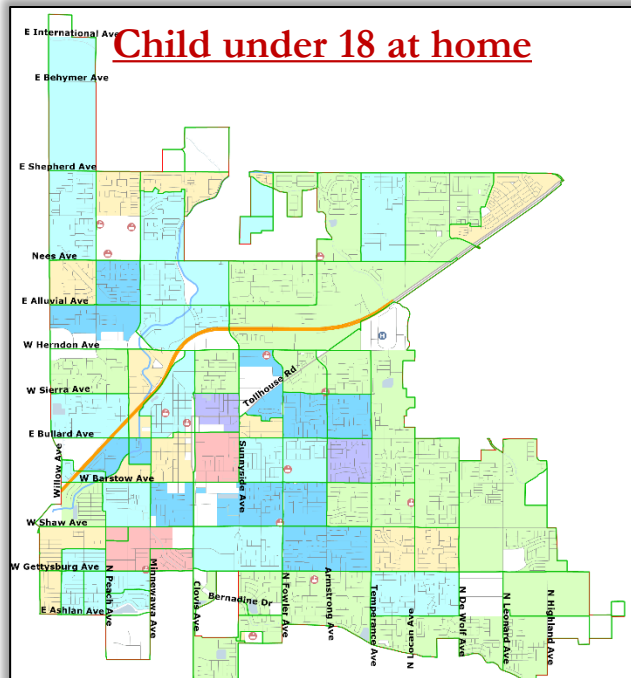 Child under 18 at home
E International Ave
E Behymer Ave
E Shepherd Ave
Nees Ave
E Alluvial Ave
W Herndon Ave
W Sierra Ave
Tollhouse Rd
E Bullard Ave
Willow Ave
Sunnyside Ave
W Barstow Ave
W Shaw Ave
W Gettysburg Ave
N Peach Ave
Minnewawa Ave
Clovis Ave
Bernadine Dr
N Fowler Ave
Armstrong Ave
Temperance Ave
N Locan Ave
N De Wolf Ave
N Leonard Ave
N Highland Ave
E Ashlan Ave